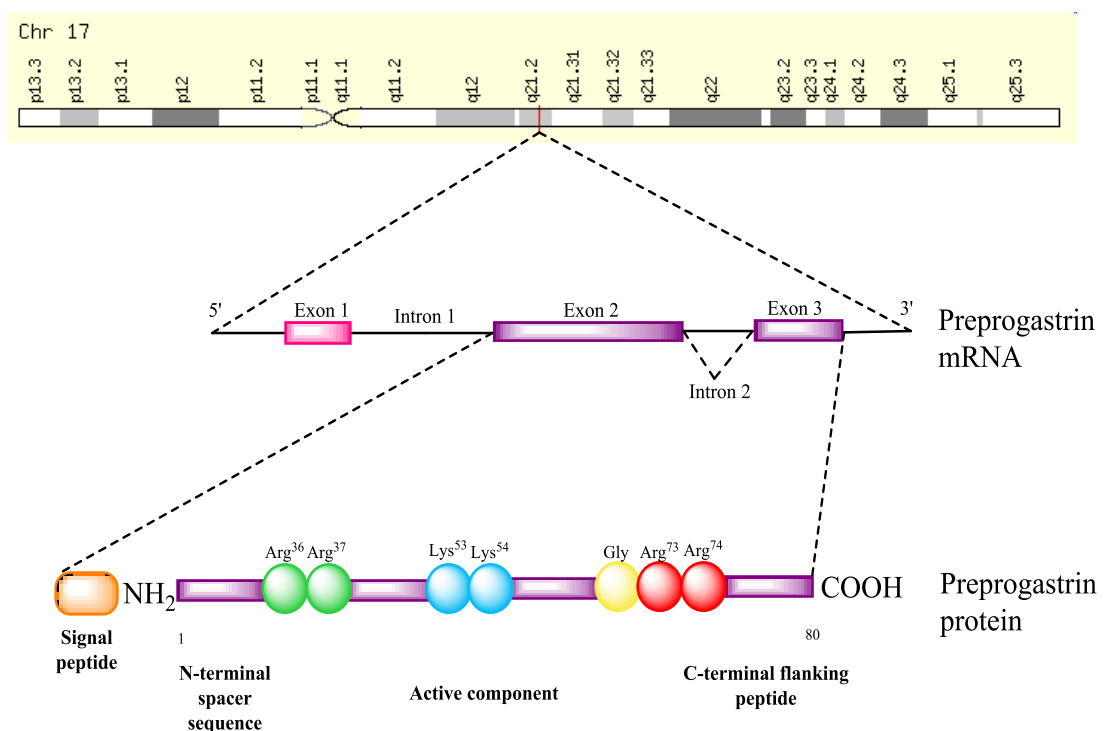 Chr 17
p13.3
p13.2
p13.1
p12
p11.2
p11.1
q11.1
q11.2
q12
q21.2
q21.31
q21.32
q21.33
q22
q23.2
q23.3
q24.1
q24.2
q24.3
q25.1
q25.3
5'
Exon 1
Intron 1
Exon 2
Exon 3
3'
Preprogastrin
mRNA
Intron 2
Arg36
Arg37
Lys53
Lys54
Gly
Arg73
Arg74
NH2
COOH
Preprogastrin
protein
Signal
peptide
1
80
N-terminal
spacer
sequence
Active component
C-terminal flanking
peptide